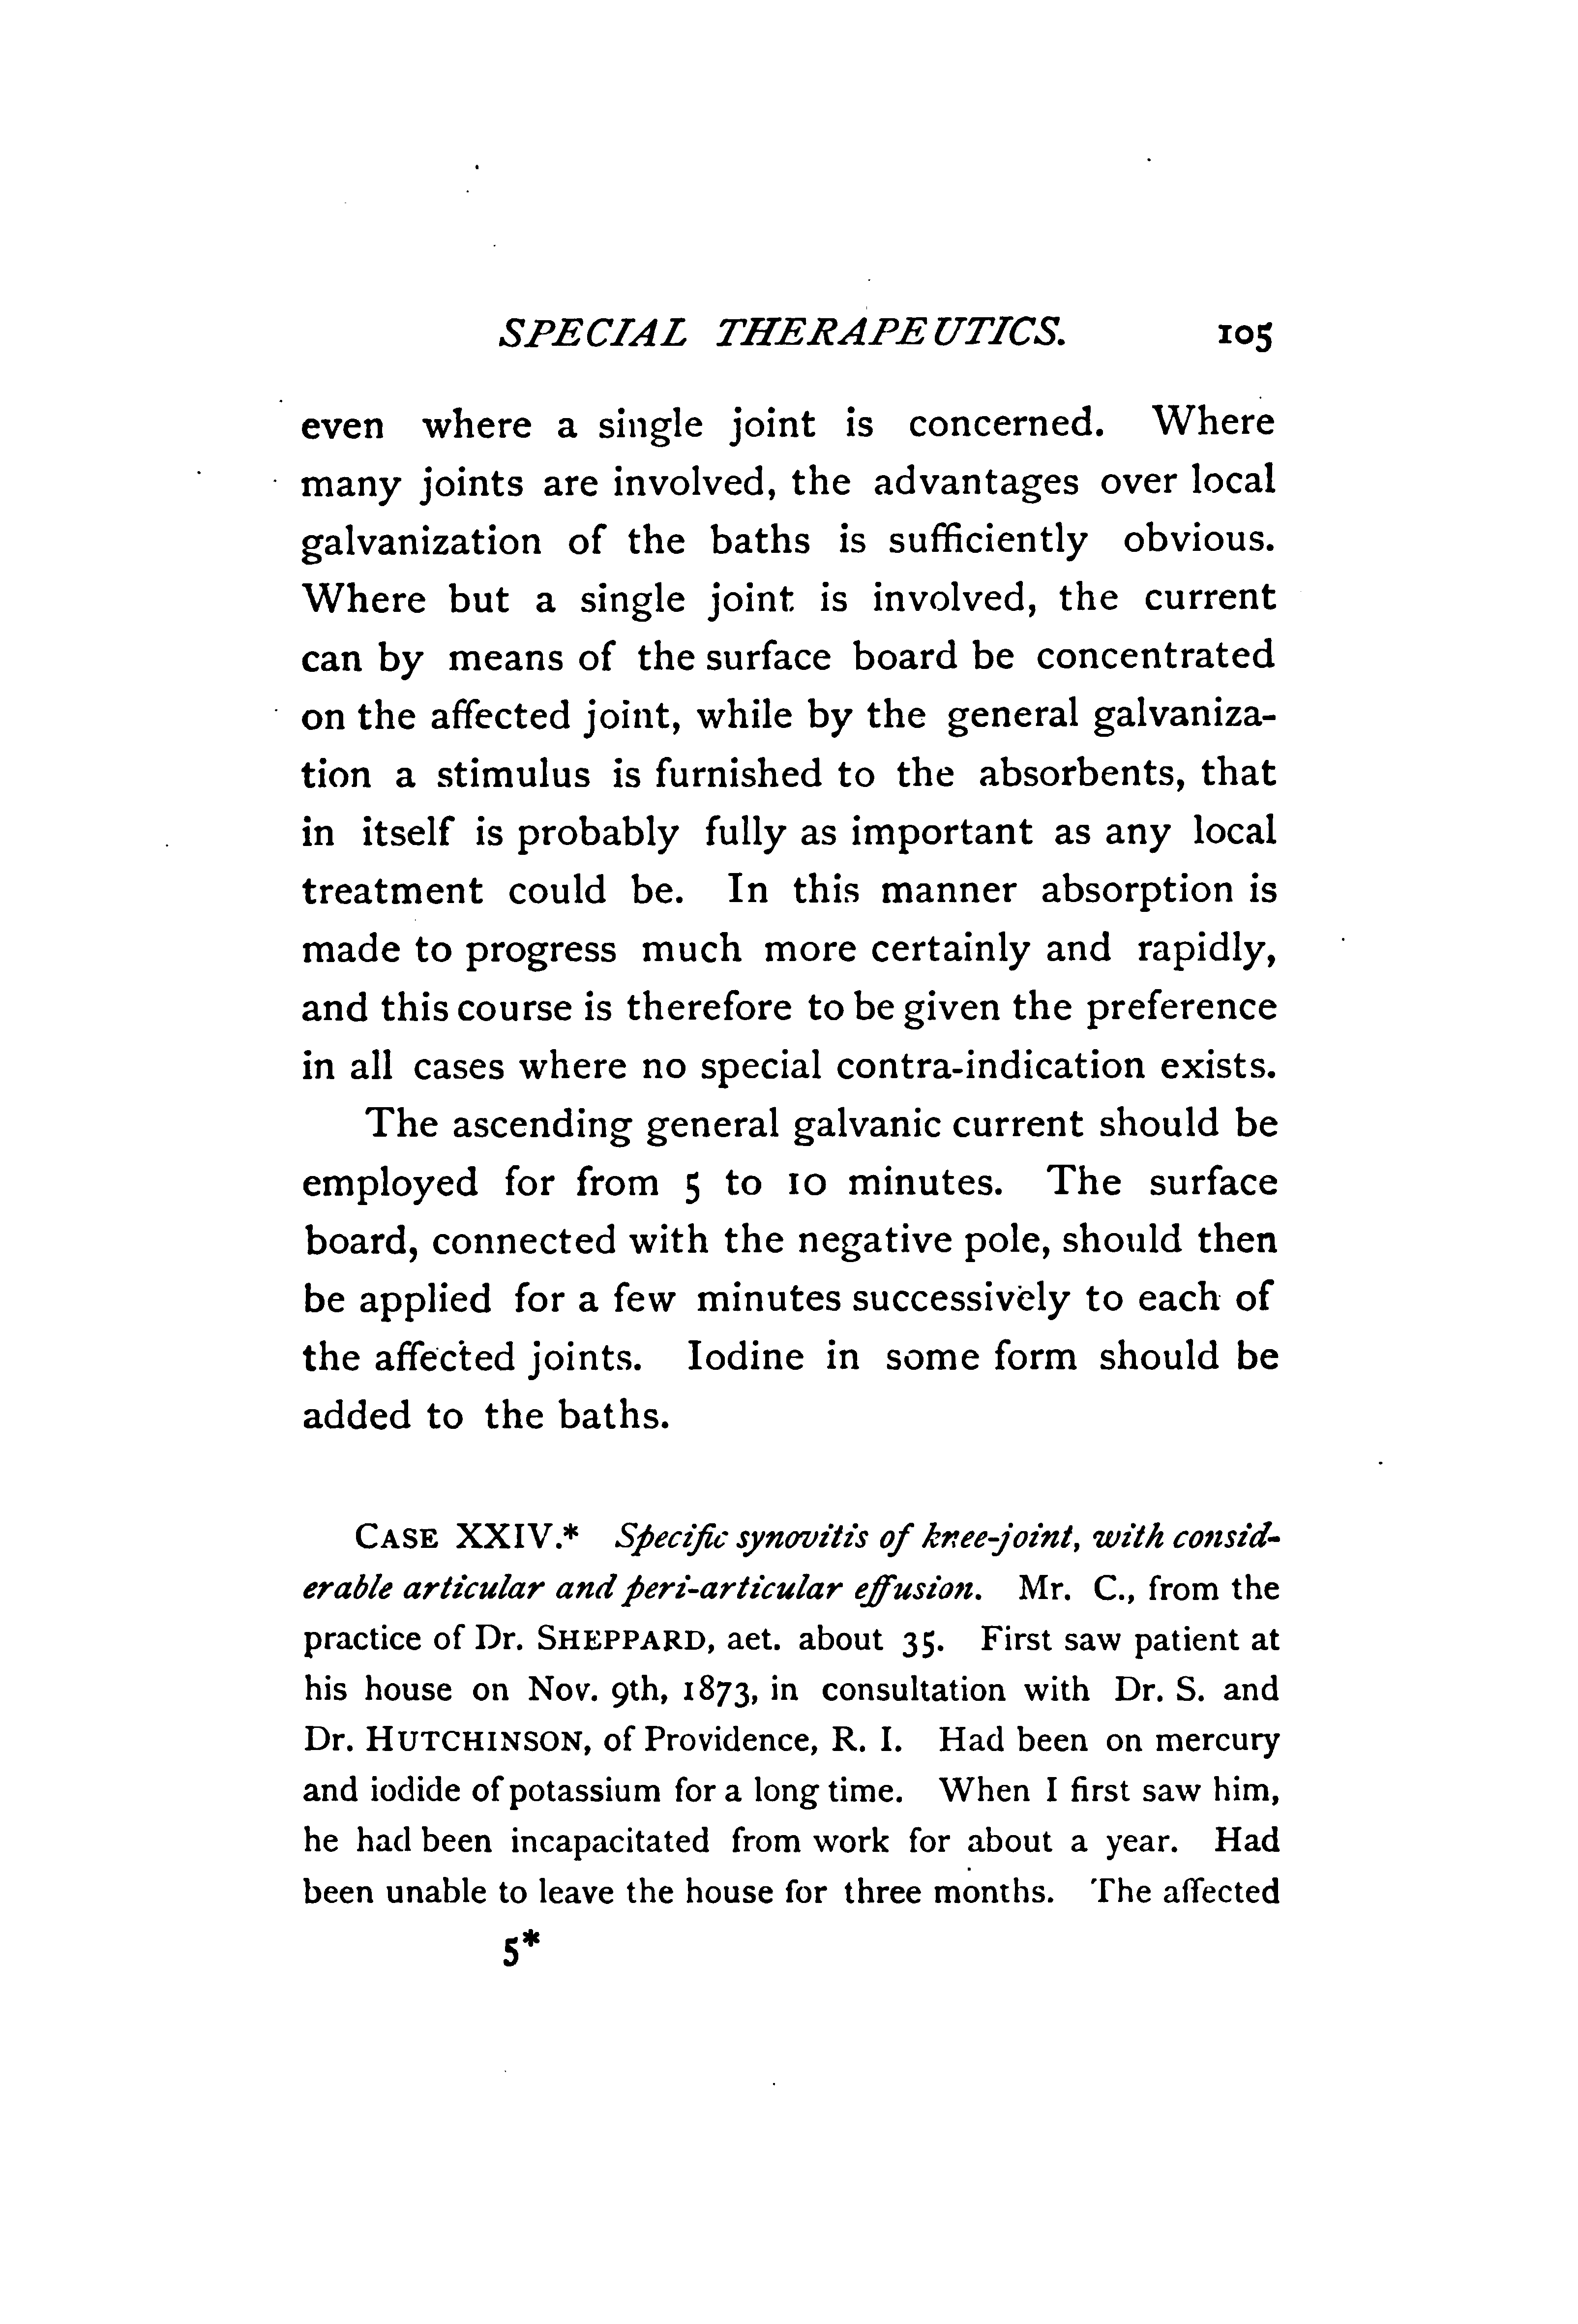 SPECIAL THERAPEUTICS. 105
even where a single joint is concerned. Where
many joints are involved, the advantages over local
galvanization of the baths is sufficiently obvious.
Where but a single joint is involved, the current
can by means of the surface board be concentrated
on the affected joint, while by the general galvaniza-
tion a stimulus is furnished to the absorbents, that
in itself is probably fully as important as any local
treatment could be. In this manner absorption is
made to progress much more certainly and rapidly,
and this course is therefore to be given the preference
in all cases where no special contra-indication exists.
The ascending general galvanic current should be
employed for from 5 to 10 minutes. The surface
board, connected with the negative pole, should then
be applied for a few minutes successively to each of
the affected joints. Iodine in some form should be
added to the baths.
CASE XXIV.* Specific synovitis of knee-joint, with consid-
erable articular and peri-articular effusion. Mr. C., from the
practice of Dr. SHEPPARD, aet. about 35. First saw patient at
his house on Nov. 9th, 1873, in consultation with Dr. S. and
Dr. HUTCHINSON, of Providence, R. I. Had been on mercury
and iodide of potassium for a long time. When I first saw him,
he had been incapacitated from work for about a year. Had
been unable to leave the house for three months. The affected
5*